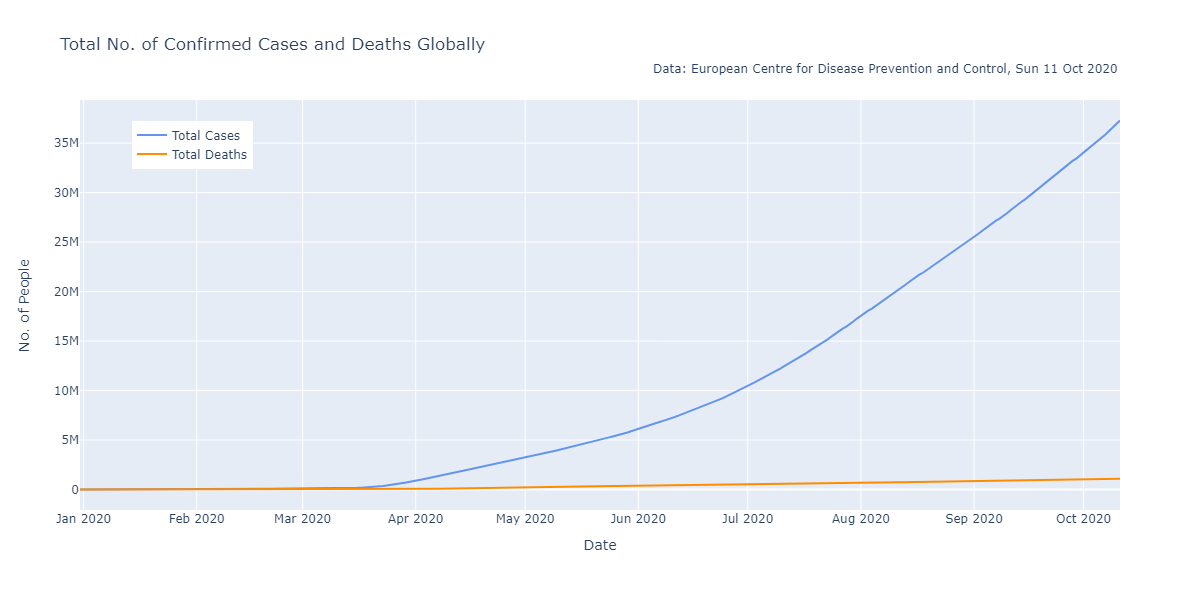 Total No. of Confirmed Cases and Deaths Globally
Data: European Centre for Disease Prevention and Control, Sun 11 Oct 2020
Total Cases
Total Deaths
35M
30M
25M
20M
15M
10M
5M
0
No. of People
Jan 2020 Feb 2020 Mar 2020 Apr 2020 May 2020 Jun 2020 Jul 2020 Aug 2020 Sep 2020 Oct 2020
Date